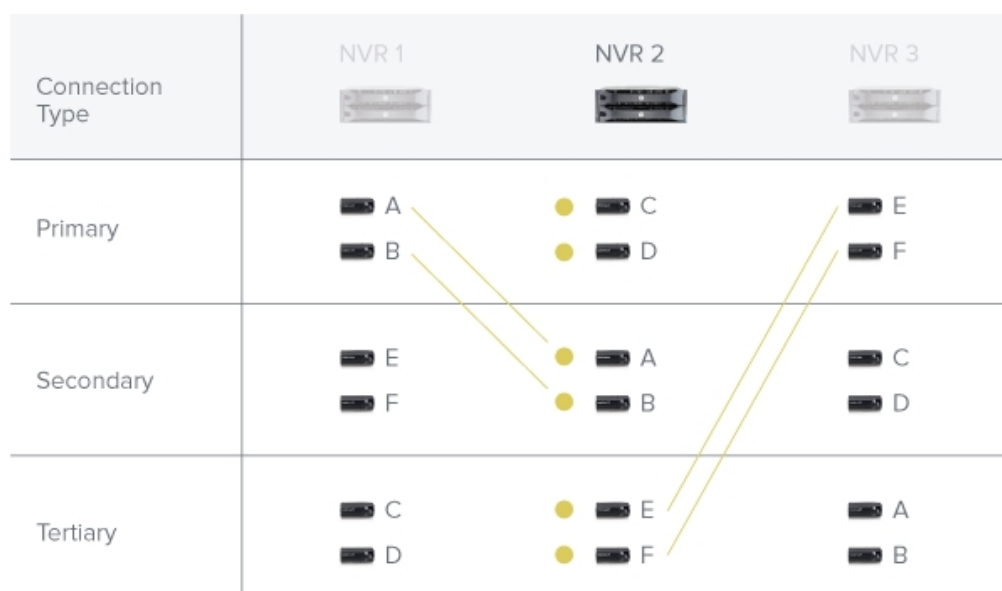 NVR 1 NVR 2 NVR 3
Connection
Type
Primary
A C E
B D F
Secondary
E A C
F B D
Tertiary
C E A
D F B